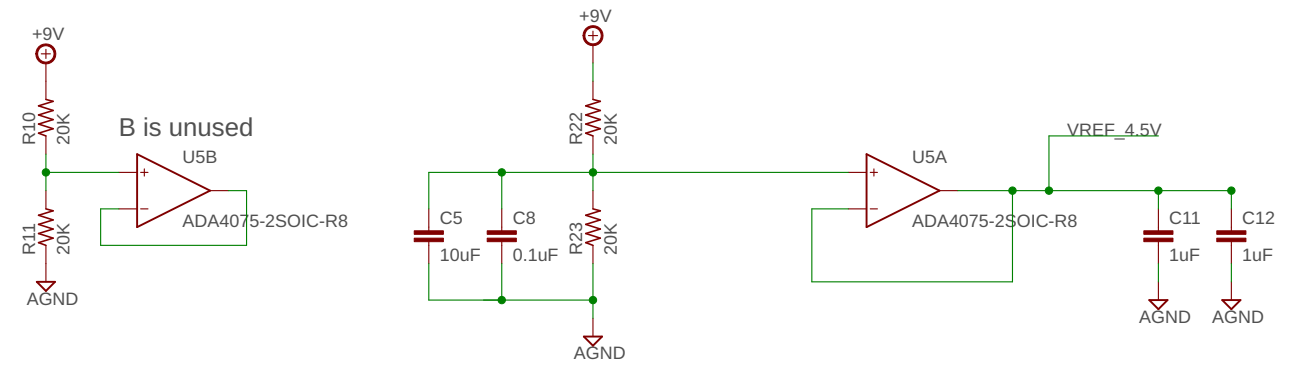 +9V
R10
20K
R11
20K
AGND
B is unused
U5B
+
−
ADA4075-2SOIC-R8
+9V
R22
20K
R23
20K
C5
10uF
C8
0.1uF
AGND
U5A
+
−
ADA4075-2SOIC-R8
VREF_4.5V
C11
1uF
AGND
C12
1uF
AGND